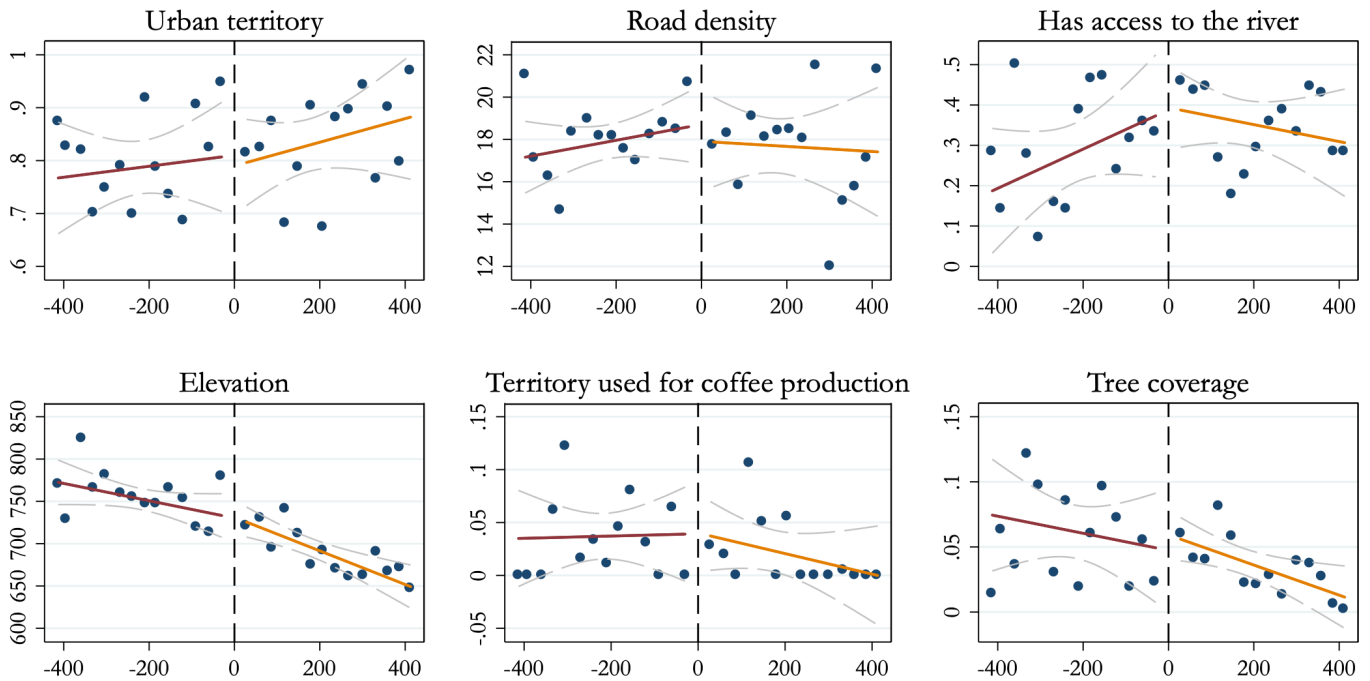 Urban territory
1
.9
.8
.7
.6
-400 -200 0 200 400
Road density
22
20
18
16
14
12
-400 -200 0 200 400
Has access to the river
.5
.4
.3
.2
.1
0
-400 -200 0 200 400
Elevation
850
800
750
700
650
600
-400 -200 0 200 400
Territory used for coffee production
.15
.1
.05
0
-.05
-400 -200 0 200 400
Tree coverage
.15
.1
.05
0
-400 -200 0 200 400